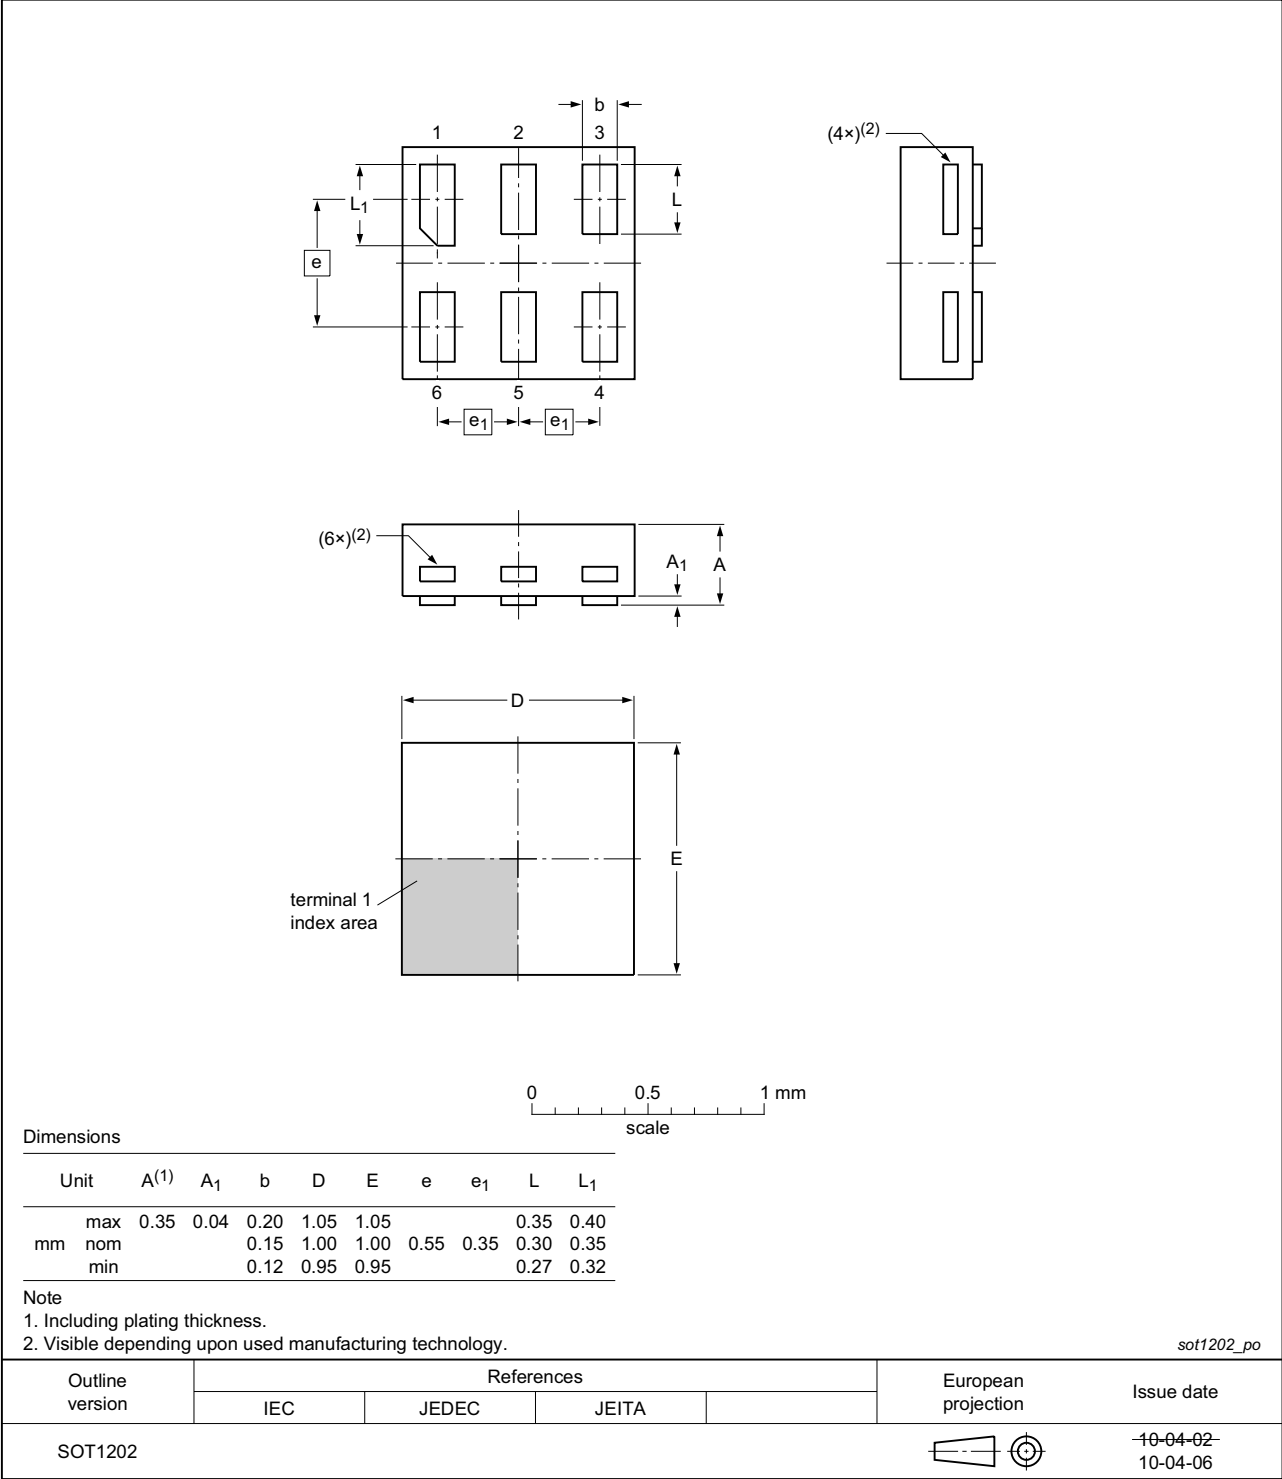 b
1 2 3
(4×)(2)
L1
L
e
6 5 4
e1 e1
(6×)(2)
A1 A
D
E
terminal 1
index area
0 0.5 1 mm
scale
Dimensions
Unit A(1) A1 b D E e e1 L L1
max 0.35 0.04 0.20 1.05 1.05 0.35 0.40
mm nom 0.15 1.00 1.00 0.55 0.35 0.30 0.35
min 0.12 0.95 0.95 0.27 0.32
Note
1. Including plating thickness.
2. Visible depending upon used manufacturing technology.
sot1202_po
Outline version
References
European projection
Issue date
IEC JEDEC JEITA
SOT1202
10-04-02
10-04-06